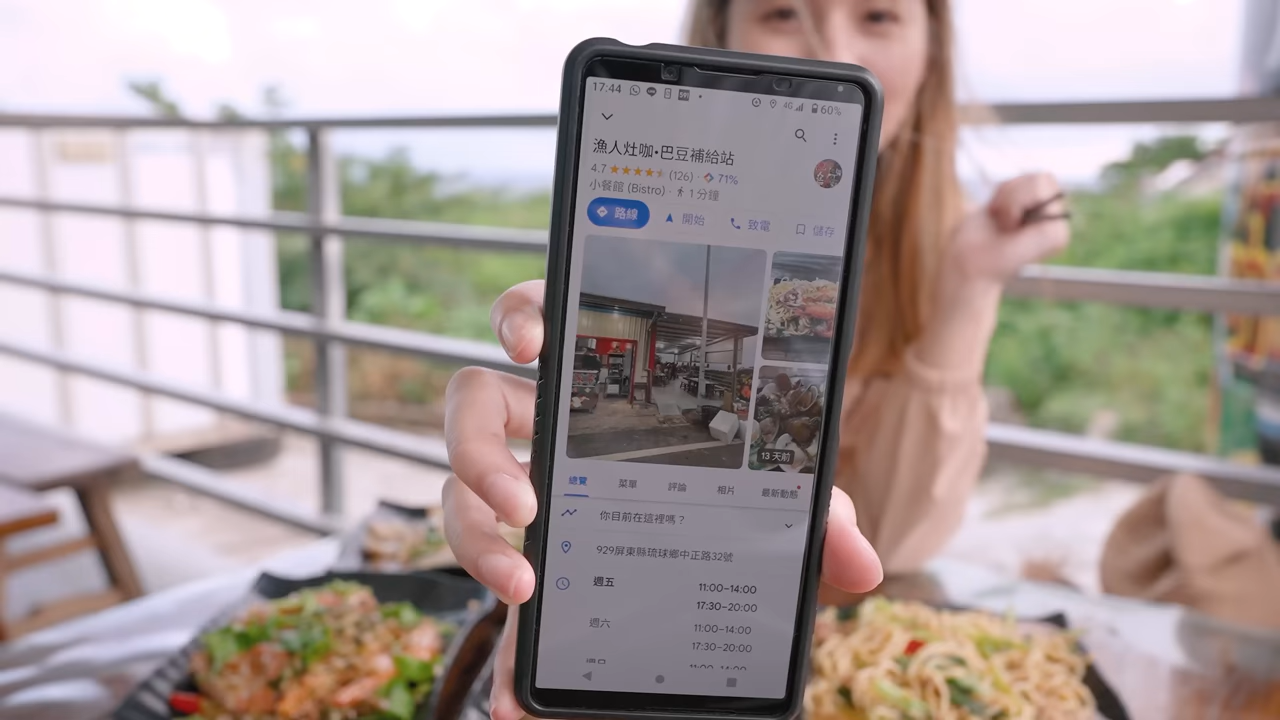 17:44 4G 60%
漁人灶咖•巴豆補給站
4.7 (126) · 71%
小餐館 (Bistro) · 1 分鐘
路線 開始 致電 儲存
13 天前
總覽 菜單 評論 相片 最新動態
你目前在這裡嗎？
929屏東縣琉球鄉中正路32號
週五 11:00–14:00
17:30–20:00
週六 11:00–14:00
17:30–20:00